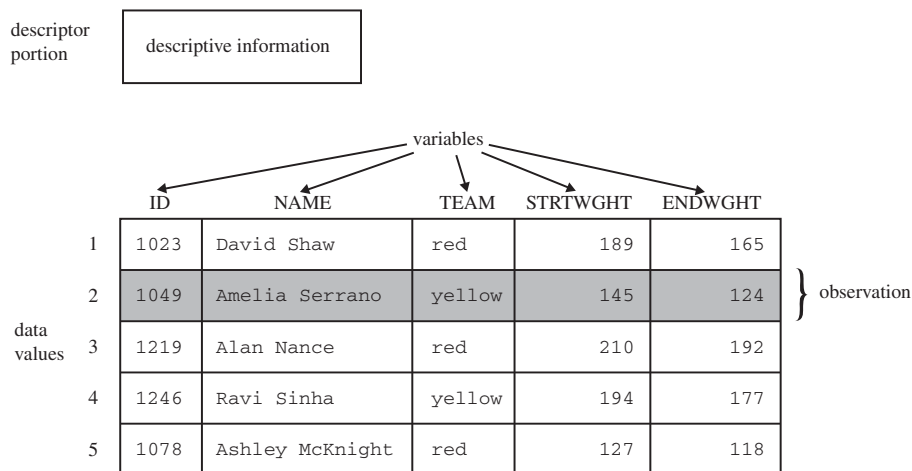 descriptor
portion
descriptive information
variables
ID NAME TEAM STRTWGHT ENDWGHT
1 1023 David Shaw red 189 165
2 1049 Amelia Serrano yellow 145 124
observation
data
values
3 1219 Alan Nance red 210 192
4 1246 Ravi Sinha yellow 194 177
5 1078 Ashley McKnight red 127 118